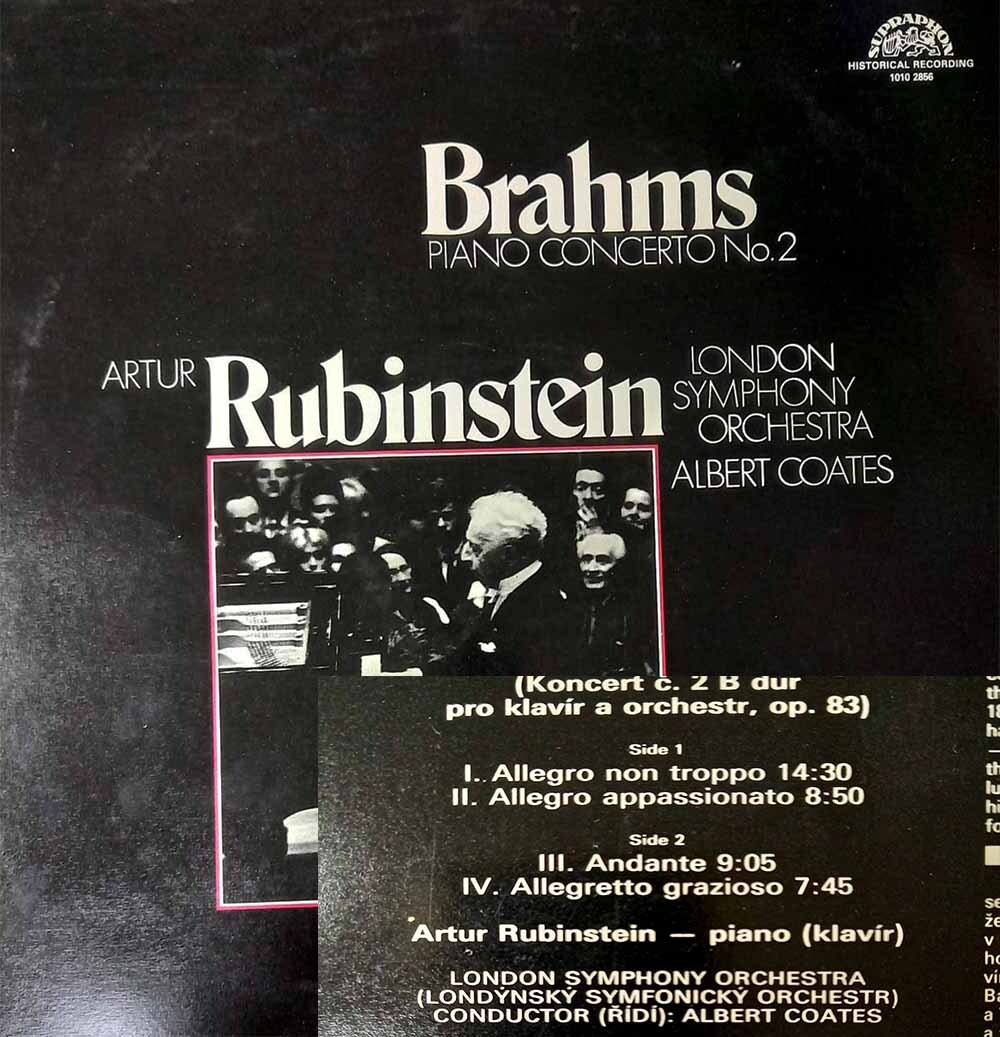 SUPRAPHON
HISTORICAL RECORDING
1010 2856
Brahms
PIANO CONCERTO No. 2
ARTUR Rubinstein
LONDON
SYMPHONY
ORCHESTRA
ALBERT COATES
(Koncert č. 2 B dur
pro klavír a orchestr, op. 83)
Side 1
I. Allegro non troppo 14:30
II. Allegro appassionato 8:50
Side 2
III. Andante 9:05
IV. Allegretto grazioso 7:45
Artur Rubinstein — piano (klavír)
LONDON SYMPHONY ORCHESTRA
(LONDÝNSKÝ SYMFONICKÝ ORCHESTR)
CONDUCTOR (ŘÍDÍ): ALBERT COATES